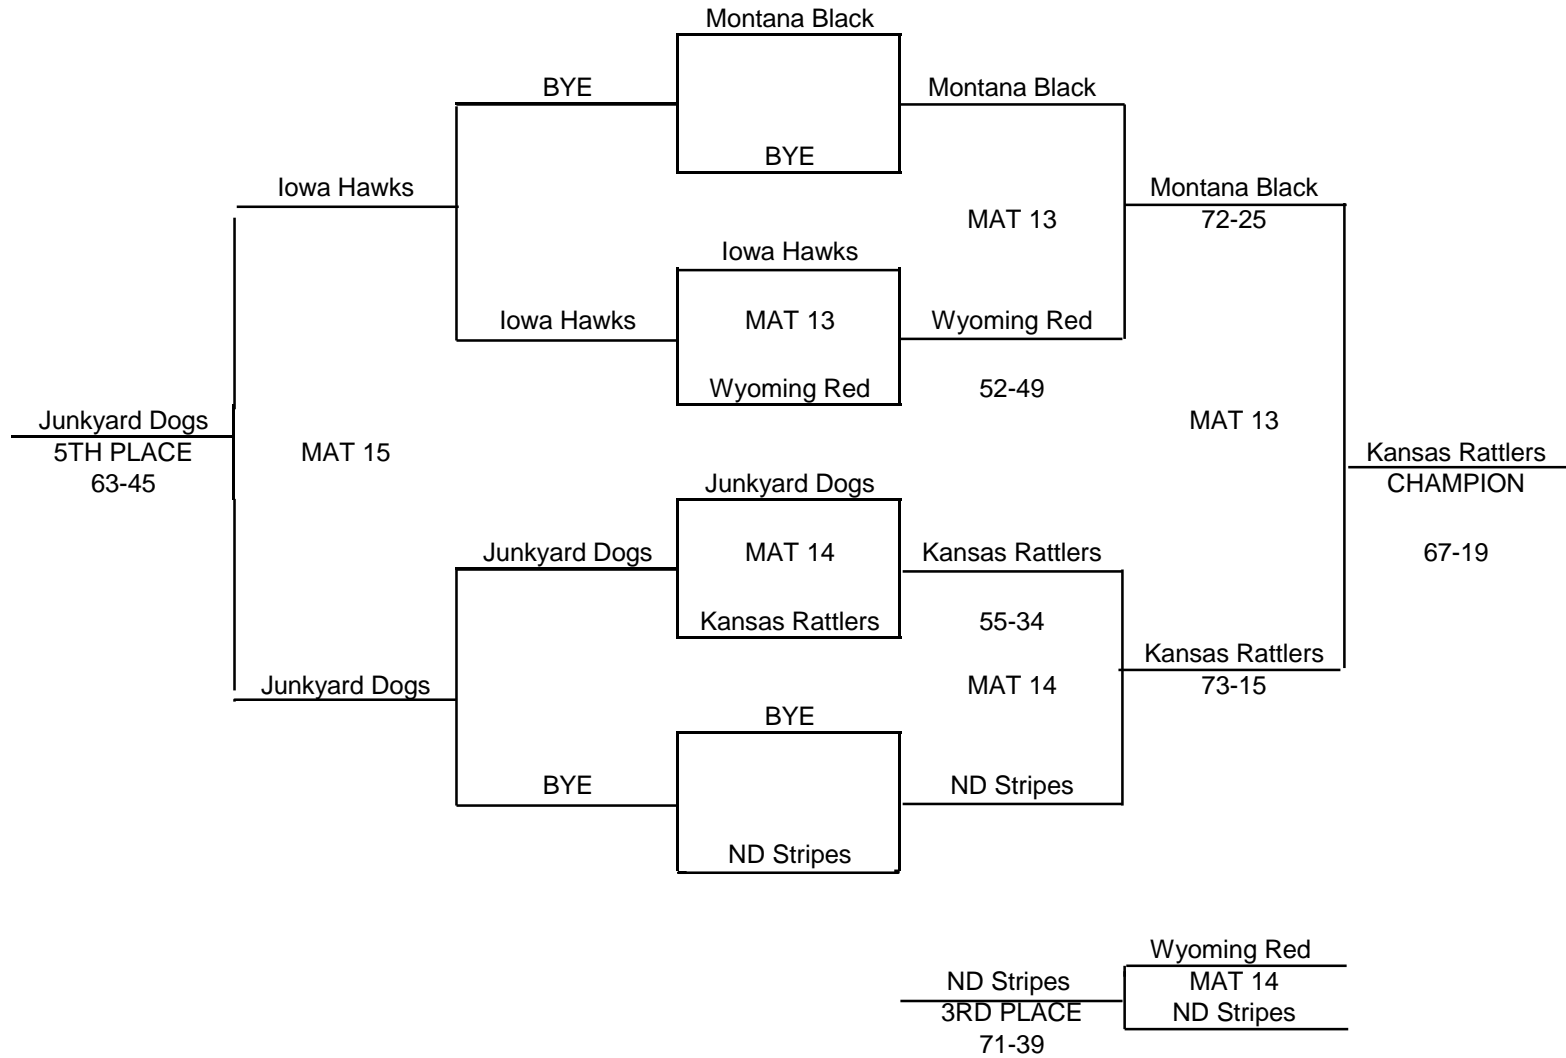 Montana Black
BYE
Montana Black
BYE
Iowa Hawks
Montana Black
MAT 13
72-25
Iowa Hawks
Iowa Hawks
MAT 13
Wyoming Red
Wyoming Red
52-49
Junkyard Dogs
MAT 13
5TH PLACE
MAT 15
Kansas Rattlers
63-45
Junkyard Dogs
CHAMPION
Junkyard Dogs
MAT 14
Kansas Rattlers
67-19
Kansas Rattlers
55-34
Kansas Rattlers
Junkyard Dogs
MAT 14
73-15
BYE
BYE
ND Stripes
ND Stripes
Wyoming Red
ND Stripes
MAT 14
3RD PLACE
ND Stripes
71-39